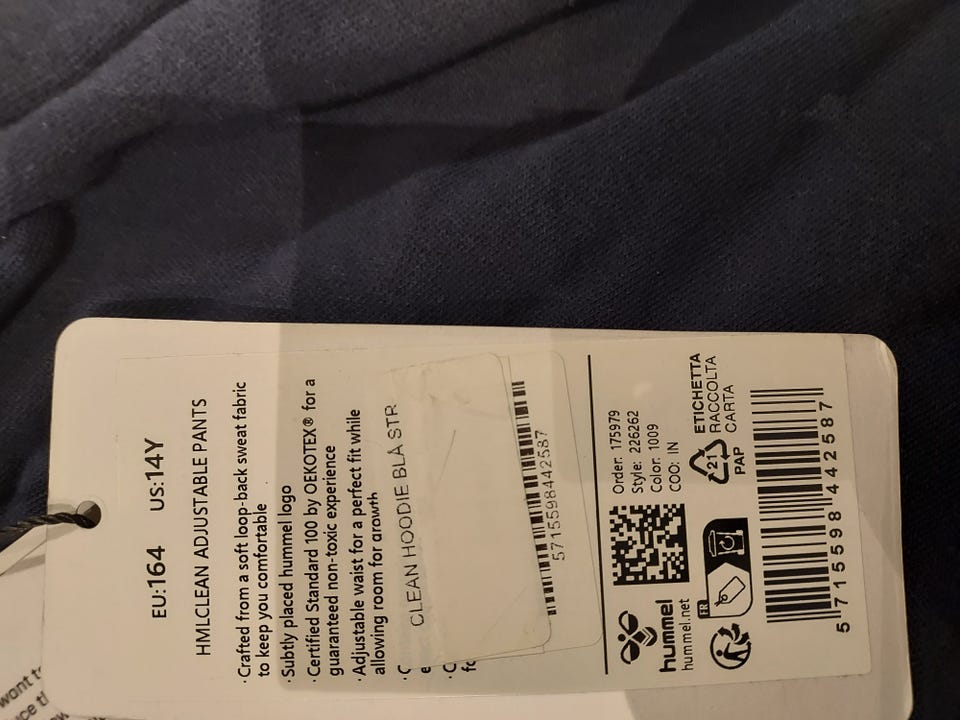 EU:164 US:14Y
HMLCLEAN ADJUSTABLE PANTS
· Crafted from a soft loop-back sweat fabric
to keep you comfortable
· Subtly placed hummel logo
· Certified Standard 100 by OEKOTEX® for a
guaranteed non-toxic experience
· Adjustable waist for a perfect fit while
allowing room for growth
CLEAN HOODIE BLA STR
5715598442587
Order: 175979
Style: 226262
Color: 1009
COO: IN
hummel
hummel.net
FR
21
PAP
ETICHETTA
RACCOLTA
CARTA
5 715598 442587
want